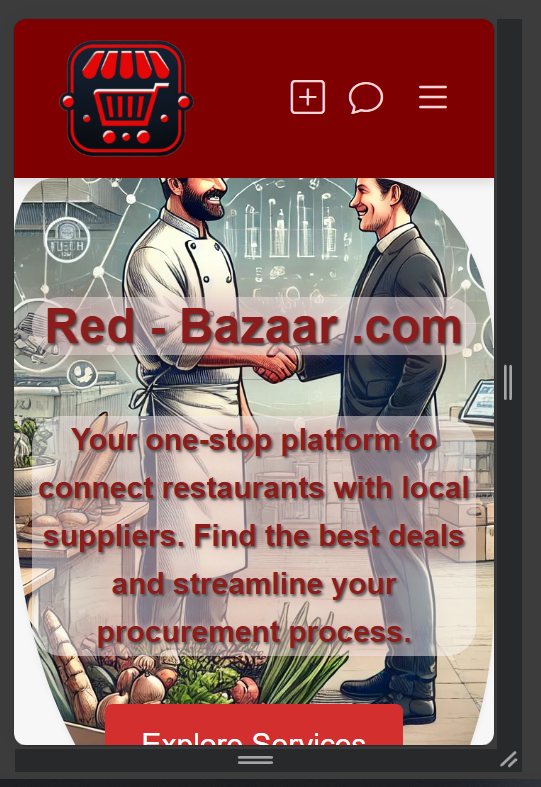 Red - Bazaar .com
Your one-stop platform to
connect restaurants with local
suppliers. Find the best deals
and streamline your
procurement process.
Explore Services